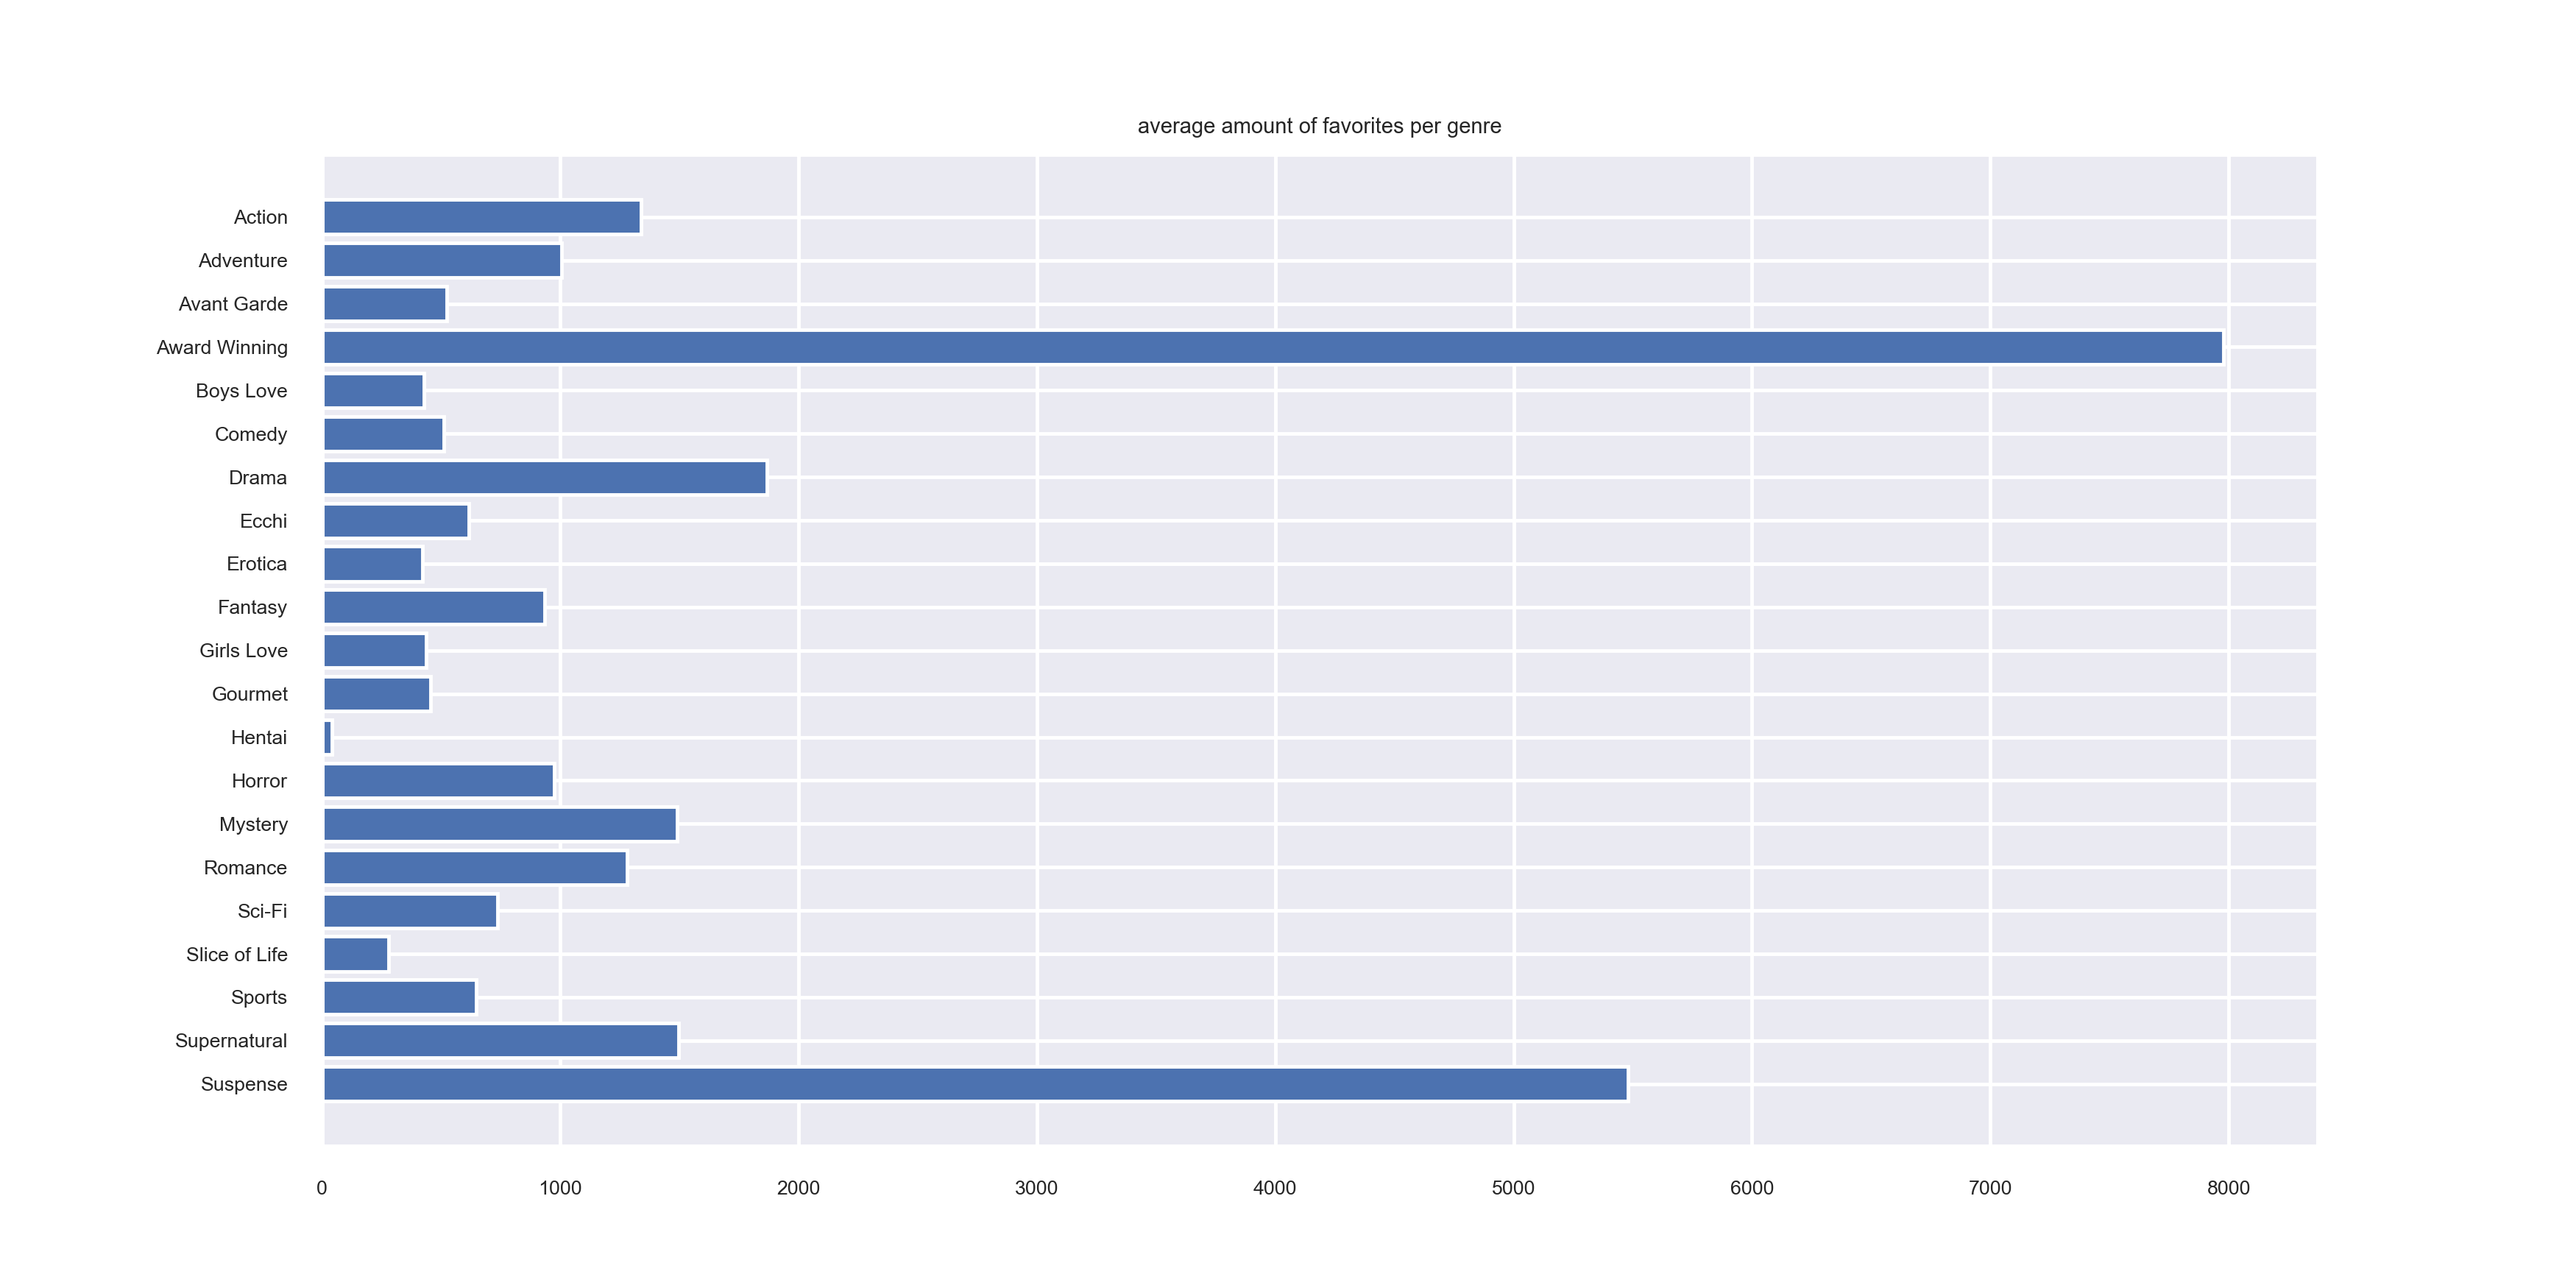 average amount of favorites per genre
Action
Adventure
Avant Garde
Award Winning
Boys Love
Comedy
Drama
Ecchi
Erotica
Fantasy
Girls Love
Gourmet
Hentai
Horror
Mystery
Romance
Sci-Fi
Slice of Life
Sports
Supernatural
Suspense
0 1000 2000 3000 4000 5000 6000 7000 8000